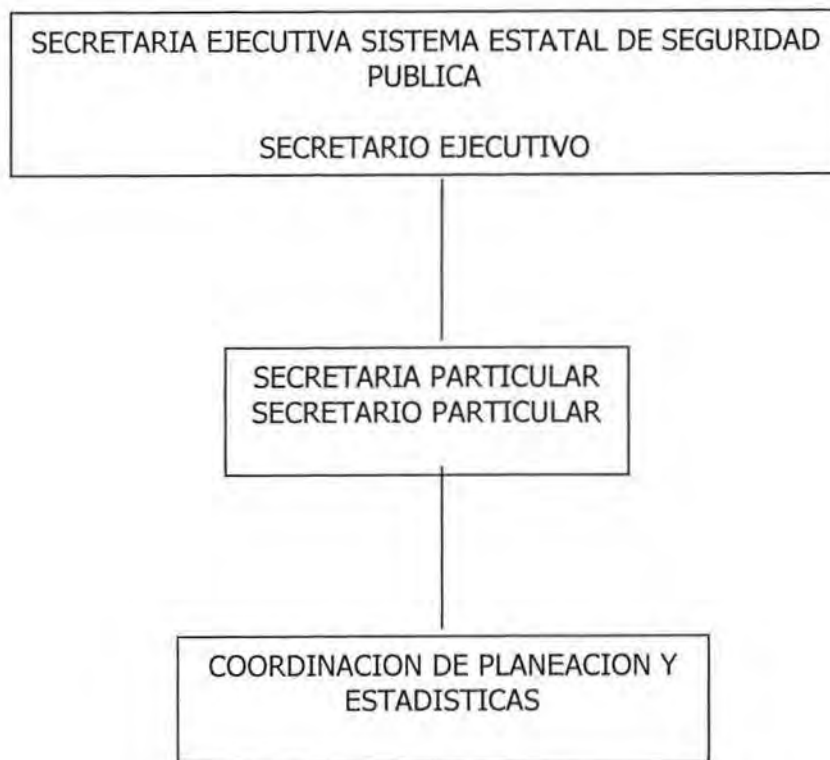 SECRETARIA EJECUTIVA SISTEMA ESTATAL DE SEGURIDAD
PUBLICA
SECRETARIO EJECUTIVO
SECRETARIA PARTICULAR
SECRETARIO PARTICULAR
COORDINACION DE PLANEACION Y
ESTADISTICAS